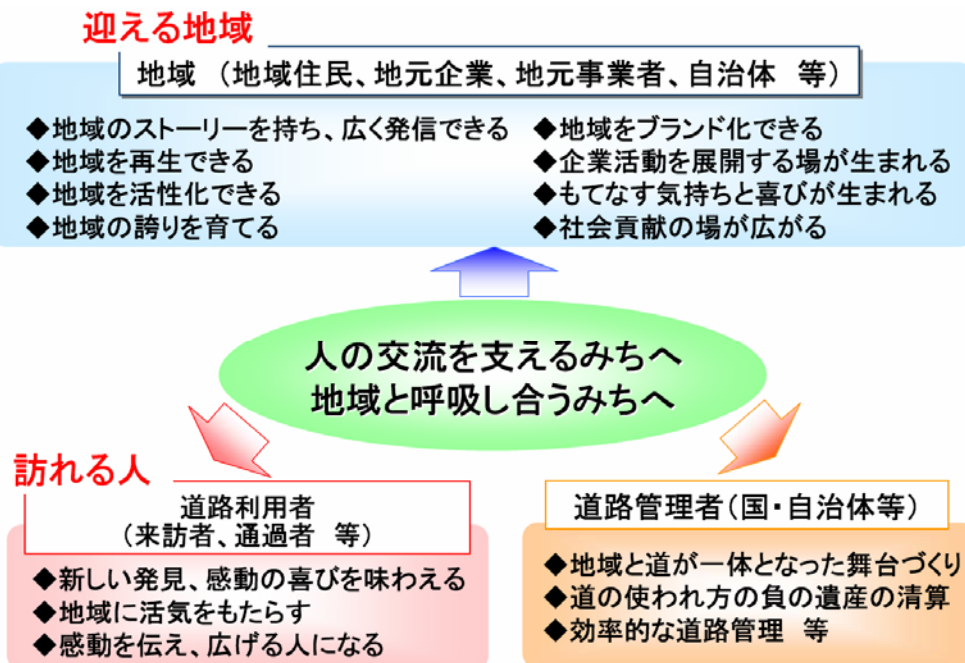 迎える地域
地域 （地域住民、地元企業、地元事業者、自治体 等）
◆地域のストーリーを持ち、広く発信できる
◆地域を再生できる
◆地域を活性化できる
◆地域の誇りを育てる
◆地域をブランド化できる
◆企業活動を展開する場が生まれる
◆もてなす気持ちと喜びが生まれる
◆社会貢献の場が広がる
人の交流を支えるみちへ
地域と呼吸し合うみちへ
訪れる人
道路利用者
（来訪者、通過者 等）
◆新しい発見、感動の喜びを味わえる
◆地域に活気をもたらす
◆感動を伝え、広げる人になる
道路管理者（国・自治体等）
◆地域と道が一体となった舞台づくり
◆道の使われ方の負の遺産の清算
◆効率的な道路管理 等